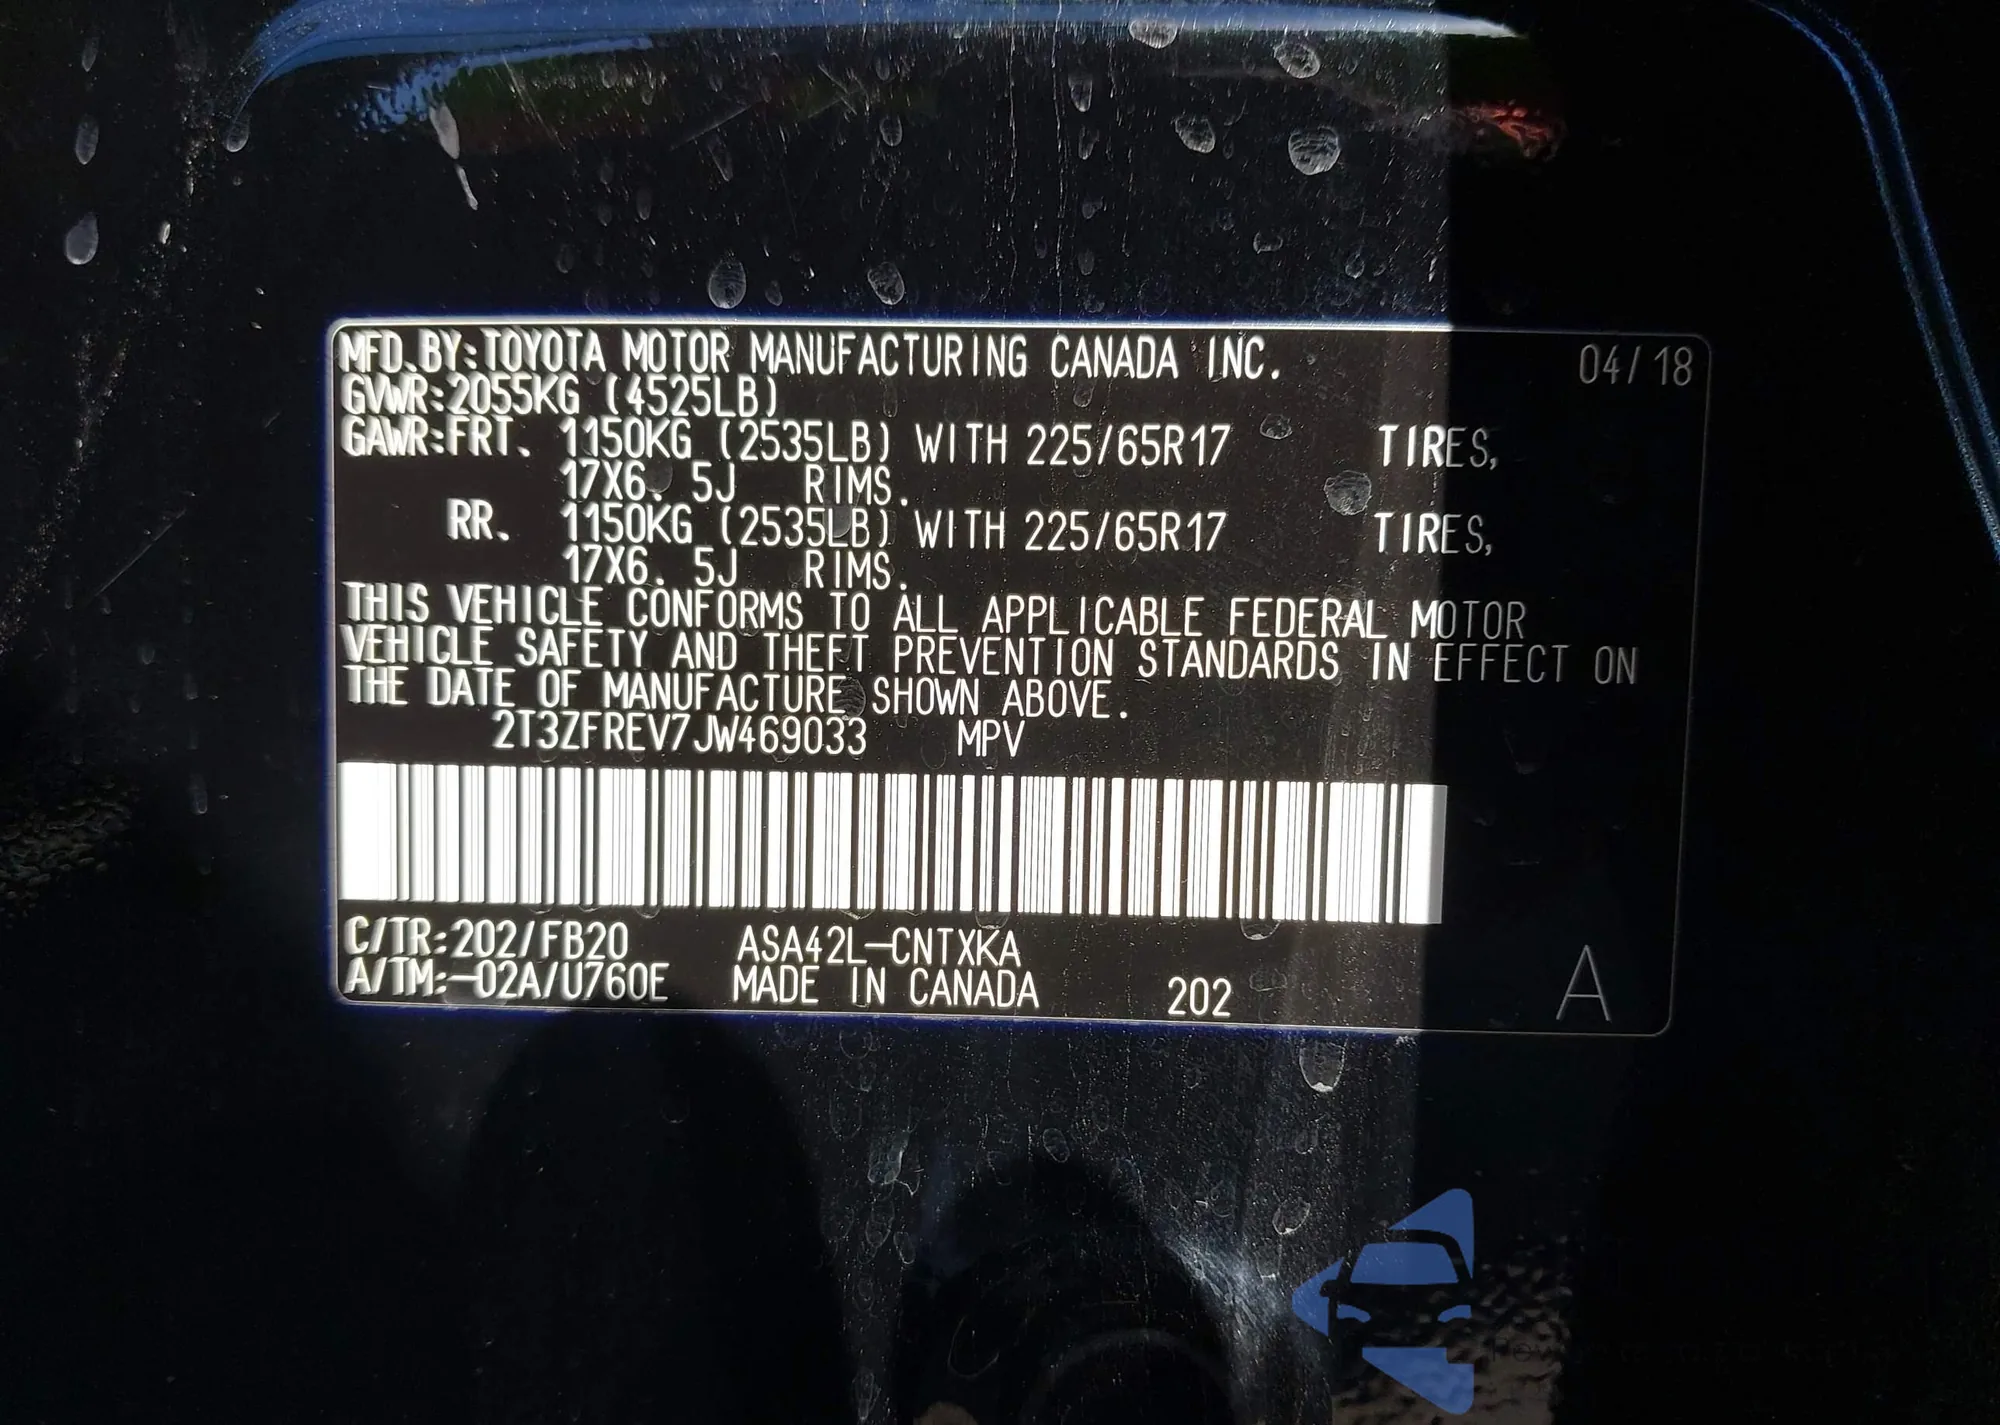 MFD.BY:TOYOTA MOTOR MANUFACTURING CANADA INC. 04/18
GVWR:2055KG (4525LB)
GAWR:FRT. 1150KG (2535LB) WITH 225/65R17 TIRES,
17X6.5J RIMS.
RR. 1150KG (2535LB) WITH 225/65R17 TIRES,
17X6.5J RIMS.
THIS VEHICLE CONFORMS TO ALL APPLICABLE FEDERAL MOTOR
VEHICLE SAFETY AND THEFT PREVENTION STANDARDS IN EFFECT ON
THE DATE OF MANUFACTURE SHOWN ABOVE.
2T3ZFREV7JW469033 MPV
C/TR:202/FB20 ASA42L-CNTXKA
A/TM:-02A/U760E MADE IN CANADA 202 A